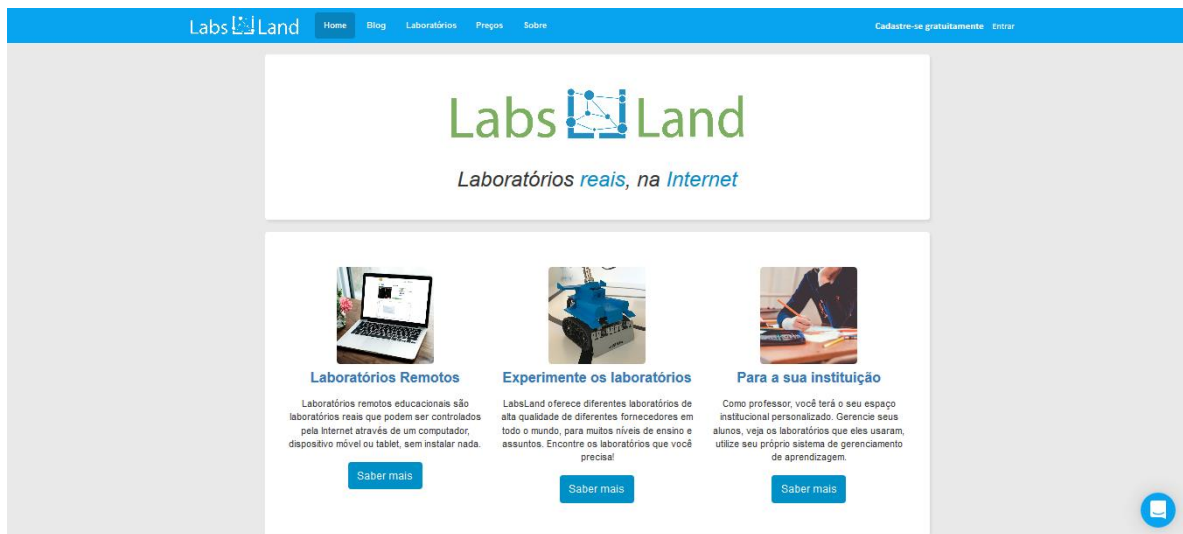 Labs Land Home Blog Laboratórios Preços Sobre Cadastre-se gratuitamente Entrar
Labs Land
Laboratórios reais, na Internet
Laboratórios Remotos
Laboratórios remotos educacionais são
laboratórios reais que podem ser controlados
pela Internet através de um computador,
dispositivo móvel ou tablet, sem instalar nada.
Saber mais
Experimente os laboratórios
LabsLand oferece diferentes laboratórios de
alta qualidade de diferentes fornecedores em
todo o mundo, para muitos níveis de ensino e
assuntos. Encontre os laboratórios que você
precisa!
Saber mais
Para a sua instituição
Como professor, você terá o seu espaço
institucional personalizado. Gerencie seus
alunos, veja os laboratórios que eles usaram,
utilize seu próprio sistema de gerenciamento
de aprendizagem.
Saber mais